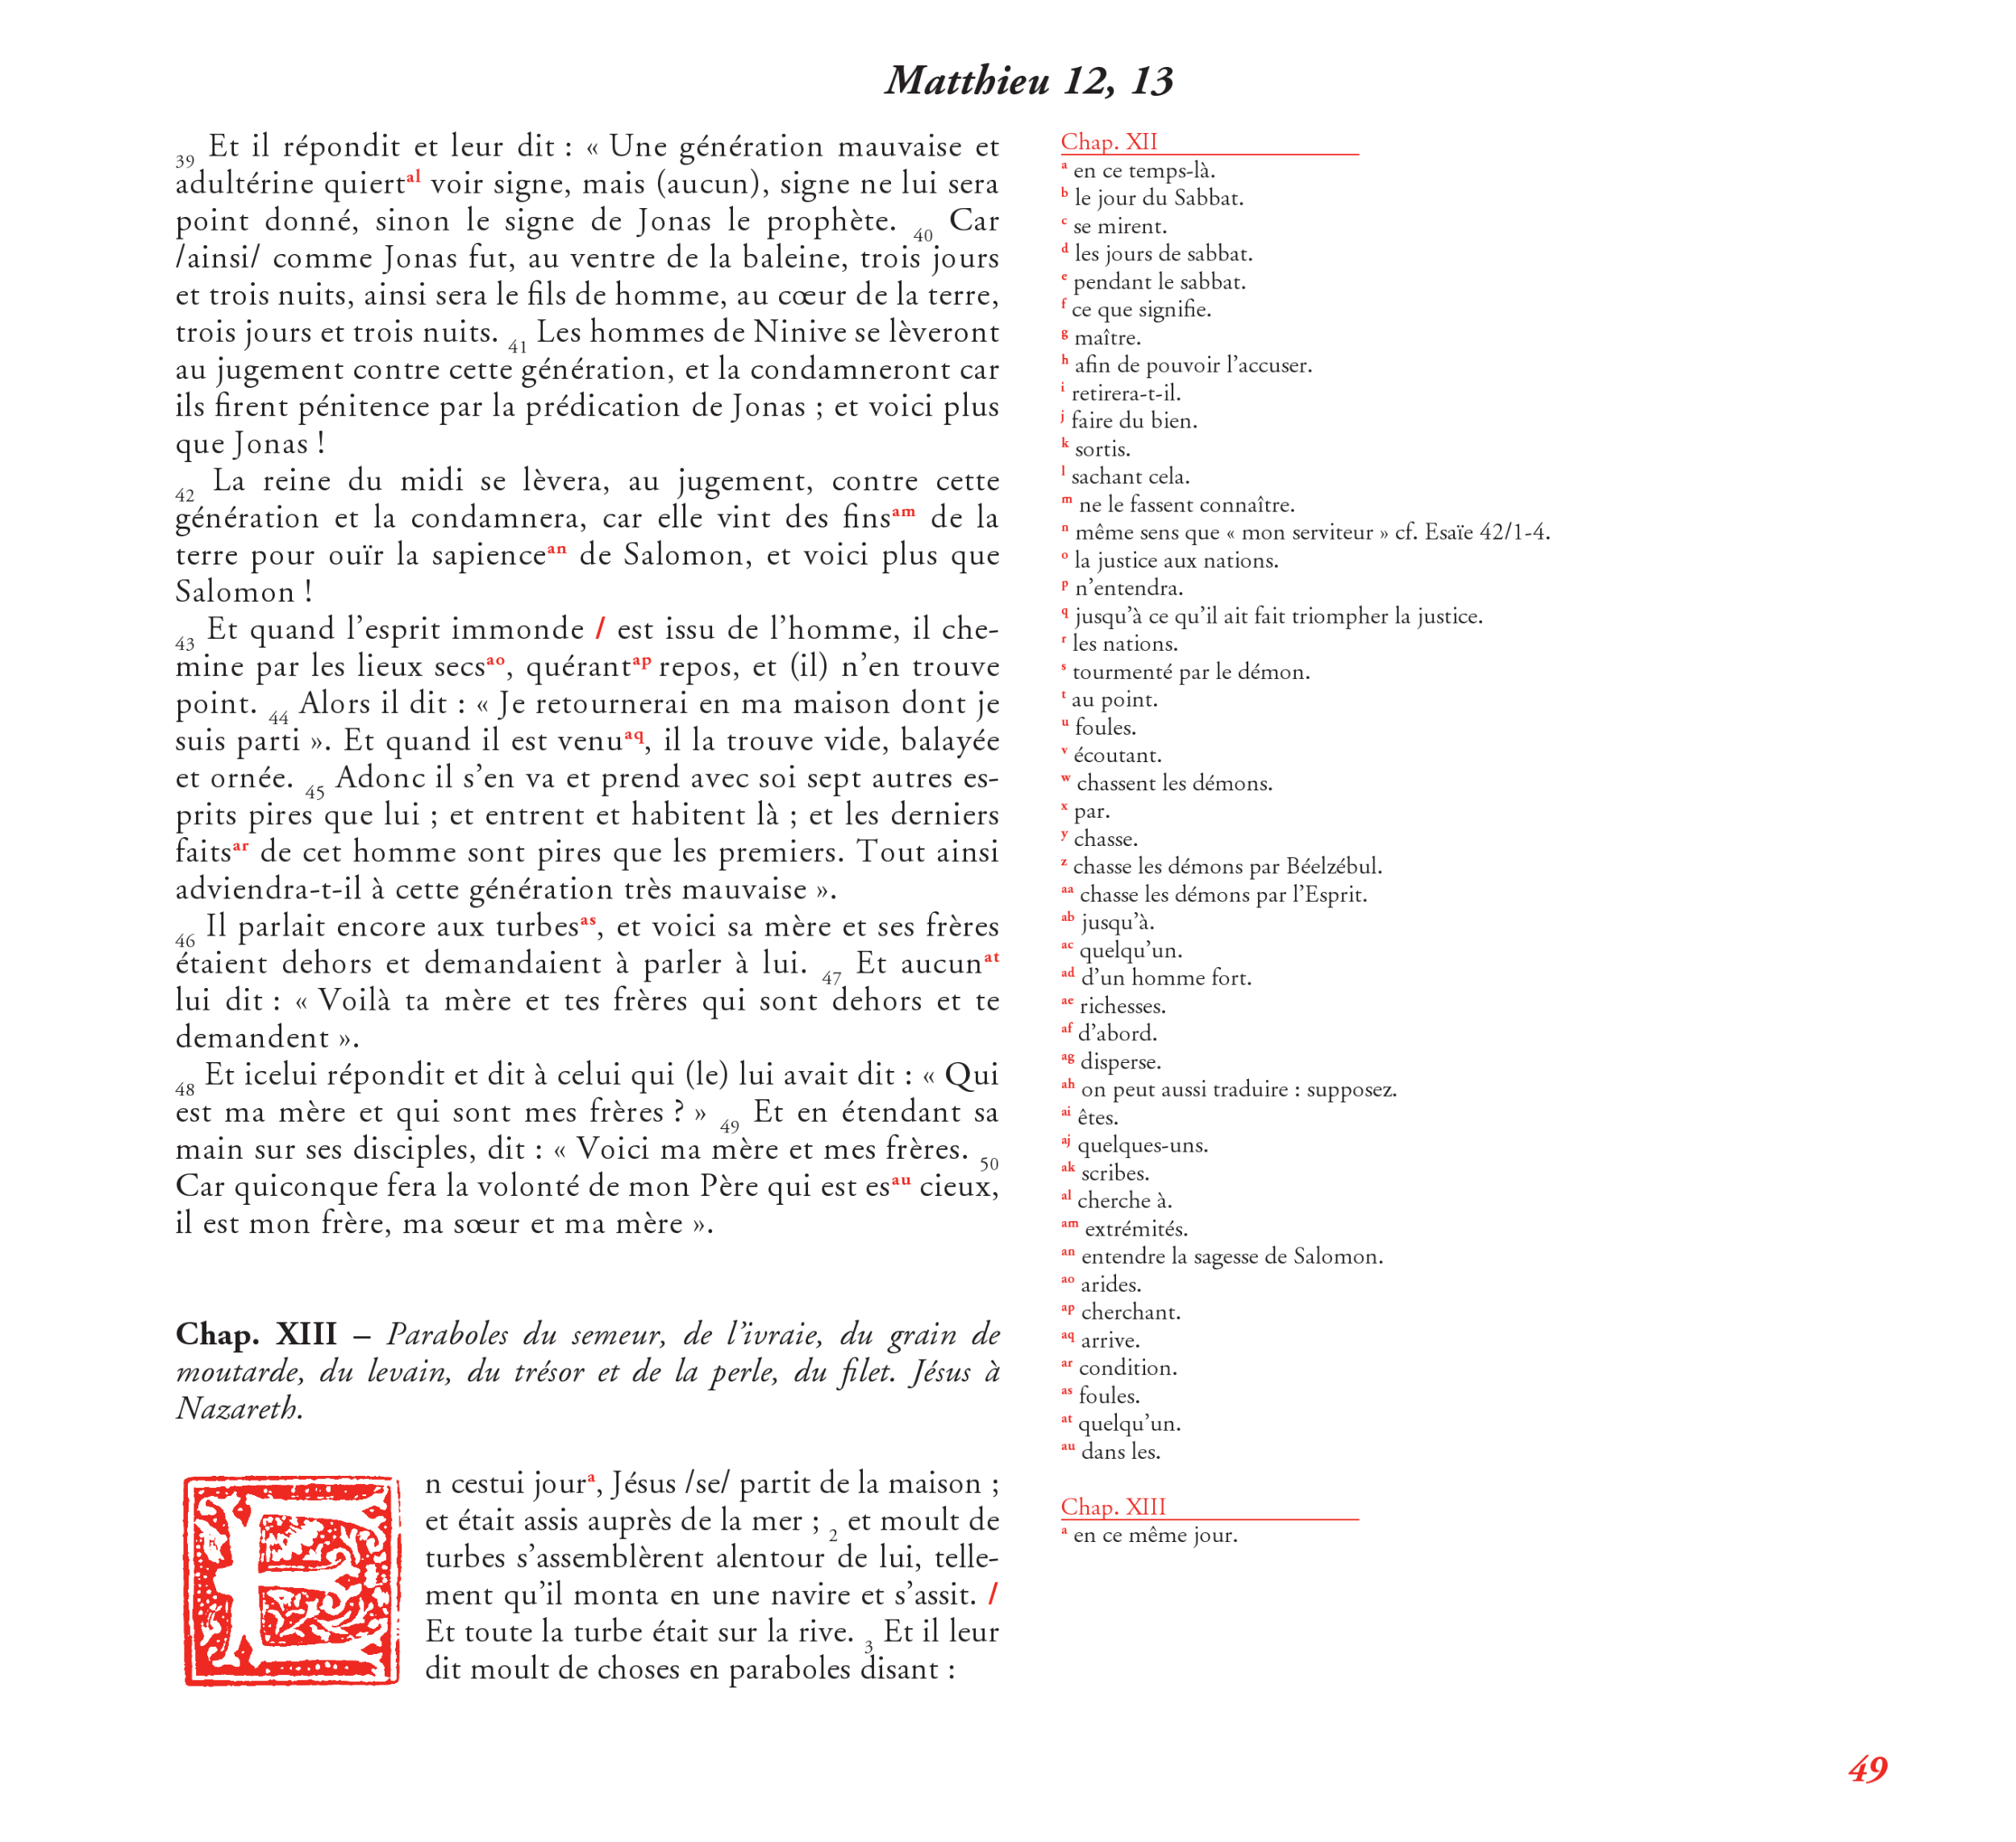 Matthieu 12, 13
39 Et il répondit et leur dit : « Une génération mauvaise et
adultérine quiert al voir signe, mais (aucun), signe ne lui sera
point donné, sinon le signe de Jonas le prophète. 40 Car
/ainsi/ comme Jonas fut, au ventre de la baleine, trois jours
et trois nuits, ainsi sera le fils de homme, au cœur de la terre,
trois jours et trois nuits. 41 Les hommes de Ninive se lèveront
au jugement contre cette génération, et la condamneront car
ils firent pénitence par la prédication de Jonas ; et voici plus
que Jonas !
42 La reine du midi se lèvera, au jugement, contre cette
génération et la condamnera, car elle vint des fins am de la
terre pour ouïr la sapience an de Salomon, et voici plus que
Salomon !
43 Et quand l’esprit immonde / est issu de l’homme, il che-
mine par les lieux secs ao, quérant ap repos, et (il) n’en trouve
point. 44 Alors il dit : « Je retournerai en ma maison dont je
suis parti ». Et quand il est venu aq, il la trouve vide, balayée
et ornée. 45 Adonc il s’en va et prend avec soi sept autres es-
prits pires que lui ; et entrent et habitent là ; et les derniers
faits ar de cet homme sont pires que les premiers. Tout ainsi
adviendra-t-il à cette génération très mauvaise ».
46 Il parlait encore aux turbes as, et voici sa mère et ses frères
étaient dehors et demandaient à parler à lui. 47 Et aucun at
lui dit : « Voilà ta mère et tes frères qui sont dehors et te
demandent ».
48 Et icelui répondit et dit à celui qui (le) lui avait dit : « Qui
est ma mère et qui sont mes frères ? » 49 Et en étendant sa
main sur ses disciples, dit : « Voici ma mère et mes frères. 50
Car quiconque fera la volonté de mon Père qui est es au cieux,
il est mon frère, ma sœur et ma mère ».
Chap. XIII – Paraboles du semeur, de l’ivraie, du grain de
moutarde, du levain, du trésor et de la perle, du filet. Jésus à
Nazareth.
En cestui jour a, Jésus /se/ partit de la maison ;
et était assis auprès de la mer ; 2 et moult de
turbes s’assemblèrent alentour de lui, telle-
ment qu’il monta en une navire et s’assit. /
Et toute la turbe était sur la rive. 3 Et il leur
dit moult de choses en paraboles disant :
Chap. XII
a en ce temps-là.
b le jour du Sabbat.
c se mirent.
d les jours de sabbat.
e pendant le sabbat.
f ce que signifie.
g maître.
h afin de pouvoir l’accuser.
i retirera-t-il.
j faire du bien.
k sortis.
l sachant cela.
m ne le fassent connaître.
n même sens que « mon serviteur » cf. Esaïe 42/1-4.
o la justice aux nations.
p n’entendra.
q jusqu’à ce qu’il ait fait triompher la justice.
r les nations.
s tourmenté par le démon.
t au point.
u foules.
v écoutant.
w chassent les démons.
x par.
y chasse.
z chasse les démons par Béelzébul.
aa chasse les démons par l’Esprit.
ab jusqu’à.
ac quelqu’un.
ad d’un homme fort.
ae richesses.
af d’abord.
ag disperse.
ah on peut aussi traduire : supposez.
ai êtes.
aj quelques-uns.
ak scribes.
al cherche à.
am extrémités.
an entendre la sagesse de Salomon.
ao arides.
ap cherchant.
aq arrive.
ar condition.
as foules.
at quelqu’un.
au dans les.
Chap. XIII
a en ce même jour.
49